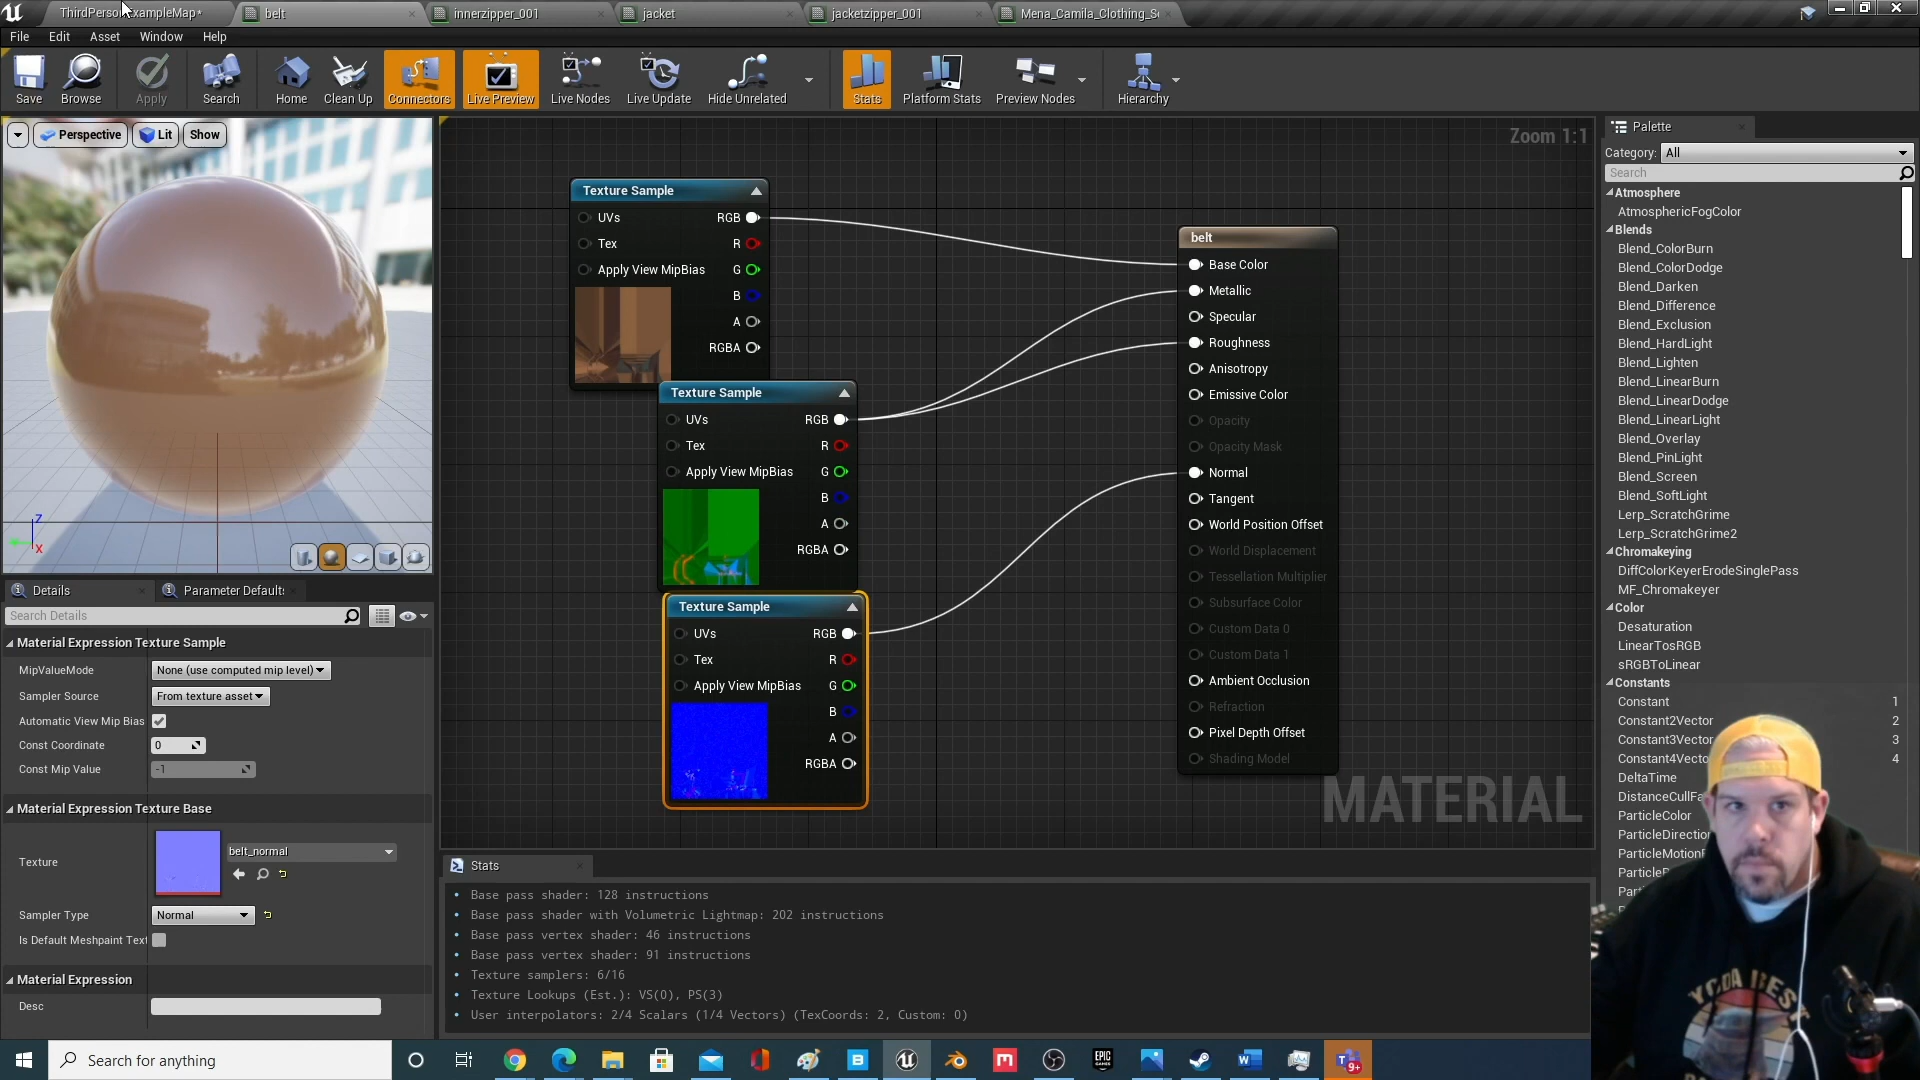 ThirdPersonExampleMap*
belt
innerzipper_001
jacket
jacketzipper_001
Mena_Camila_Clothing_S
File Edit Asset Window Help
Save
Browse
Apply
Search
Home
Clean Up
Connectors
Live Preview
Live Nodes
Live Update
Hide Unrelated
Stats
Platform Stats
Preview Nodes
Hierarchy
Perspective
Lit
Show
Z
X
Details
Parameter Default
Search Details
Material Expression Texture Sample
MipValueMode None (use computed mip level)
Sampler Source From texture asset
Automatic View Mip Bias
Const Coordinate 0
Const Mip Value -1
Material Expression Texture Base
Texture belt_normal
Sampler Type Normal
Is Default Meshpaint Text
Material Expression
Desc
Zoom 1:1
Texture Sample
UVs RGB
Tex R
Apply View MipBias G
B
A
RGBA
Texture Sample
UVs RGB
Tex R
Apply View MipBias G
B
A
RGBA
Texture Sample
UVs RGB
Tex R
Apply View MipBias G
B
A
RGBA
belt
Base Color
Metallic
Specular
Roughness
Anisotropy
Emissive Color
Opacity
Opacity Mask
Normal
Tangent
World Position Offset
World Displacement
Tessellation Multiplier
Subsurface Color
Custom Data 0
Custom Data 1
Ambient Occlusion
Refraction
Pixel Depth Offset
Shading Model
MATERIAL
Stats
Base pass shader: 128 instructions
Base pass shader with Volumetric Lightmap: 202 instructions
Base pass vertex shader: 46 instructions
Base pass vertex shader: 91 instructions
Texture samplers: 6/16
Texture Lookups (Est.): VS(0), PS(3)
User interpolators: 2/4 Scalars (1/4 Vectors) (TexCoords: 2, Custom: 0)
Palette
Category: All
Search
Atmosphere
AtmosphericFogColor
Blends
Blend_ColorBurn
Blend_ColorDodge
Blend_Darken
Blend_Difference
Blend_Exclusion
Blend_HardLight
Blend_Lighten
Blend_LinearBurn
Blend_LinearDodge
Blend_LinearLight
Blend_Overlay
Blend_PinLight
Blend_Screen
Blend_SoftLight
Lerp_ScratchGrime
Lerp_ScratchGrime2
Chromakeying
DiffColorKeyerErodeSinglePass
MF_Chromakeyer
Color
Desaturation
LinearTosRGB
sRGBToLinear
Constants
Constant 1
Constant2Vector 2
Constant3Vector 3
Constant4Vecto 4
DeltaTime
DistanceCullFa
ParticleColor
ParticleDirection
ParticleMotion
ParticleR
Part
YODA BEST
Search for anything
EPIC GAMES
9+